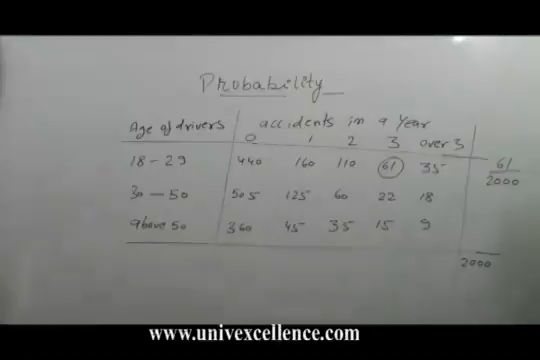 Probability
Age of drivers accidents in a year
0 1 2 3 over 3
18 - 29 440 160 110 61 35 61/2000
30 - 50 505 125 60 22 18
above 50 360 45 35 15 9
2000
www.univexcellence.com